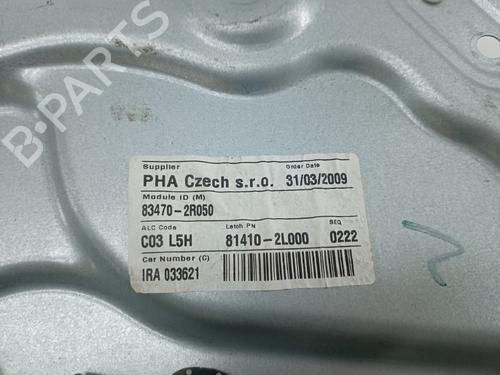 B-PARTS
Supplier Order Date
PHA Czech s.r.o. 31/03/2009
Module ID (M)
83470-2R050
ALC Code Latch PN SEQ
C03 L5H 81410-2L000 0222
Car Number (C)
IRA 033621